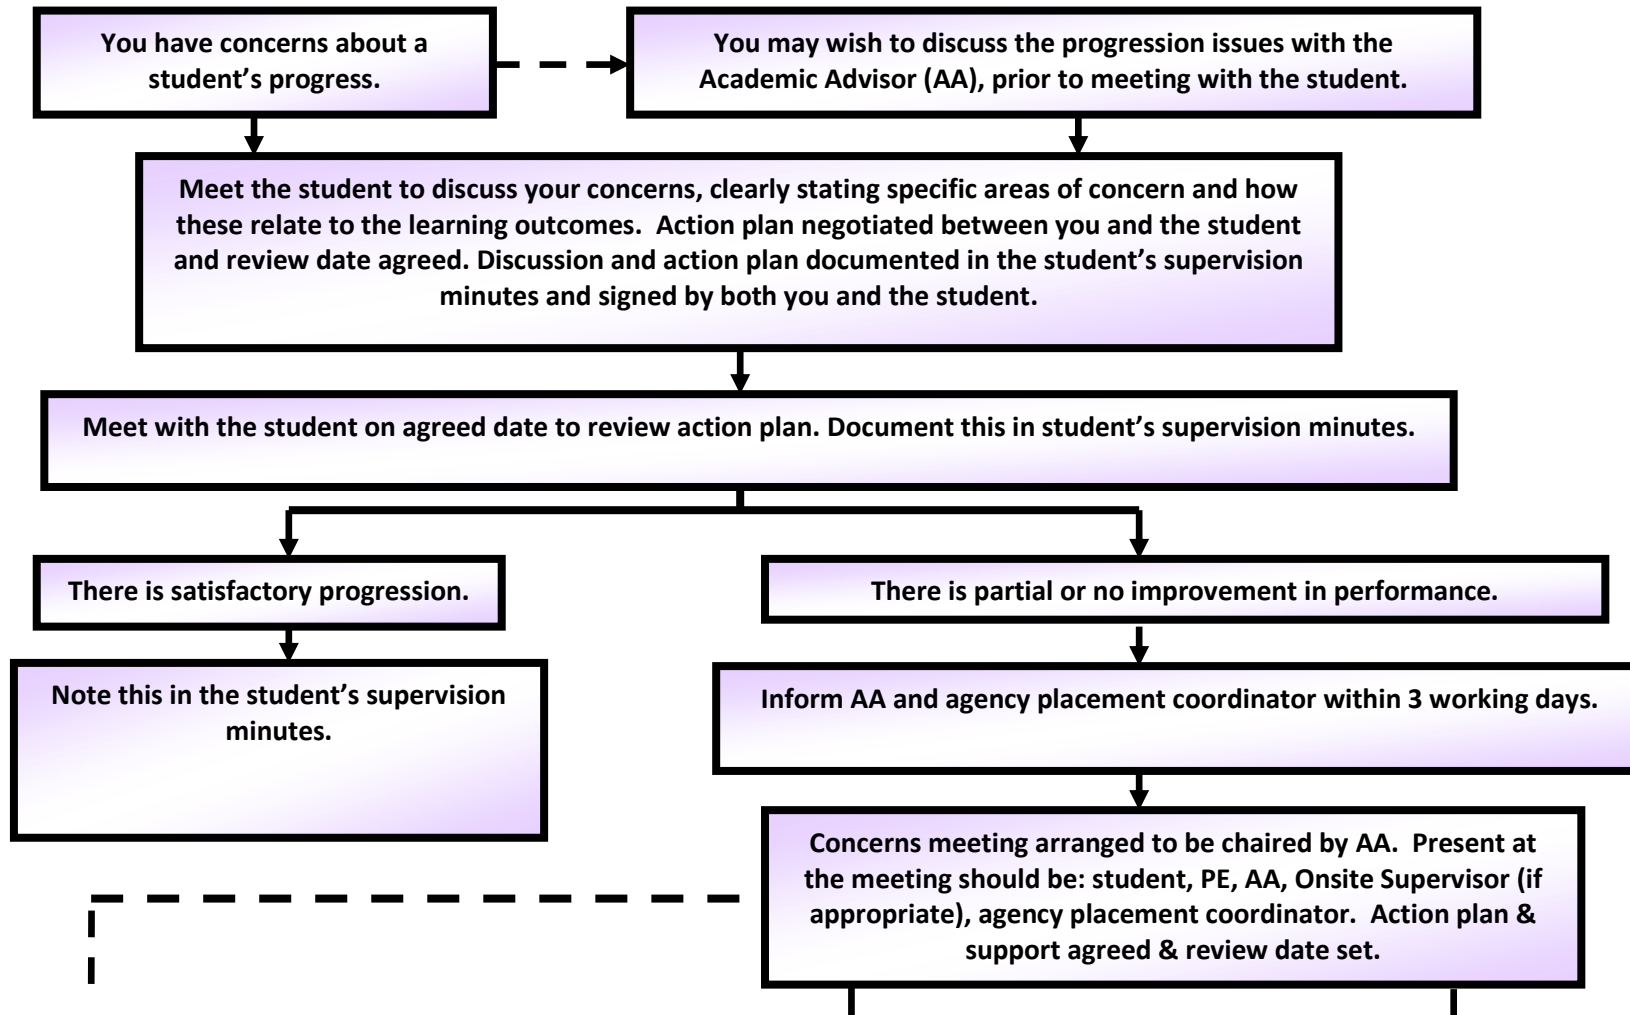 You have concerns about a
student’s progress.
You may wish to discuss the progression issues with the
Academic Advisor (AA), prior to meeting with the student.
Meet the student to discuss your concerns, clearly stating specific areas of concern and how
these relate to the learning outcomes.  Action plan negotiated between you and the student
and review date agreed. Discussion and action plan documented in the student’s supervision
minutes and signed by both you and the student.
Meet with the student on agreed date to review action plan. Document this in student’s supervision minutes.
There is satisfactory progression.
There is partial or no improvement in performance.
Note this in the student’s supervision
minutes.
Inform AA and agency placement coordinator within 3 working days.
Concerns meeting arranged to be chaired by AA.  Present at
the meeting should be: student, PE, AA, Onsite Supervisor (if
appropriate), agency placement coordinator.  Action plan &
support agreed & review date set.